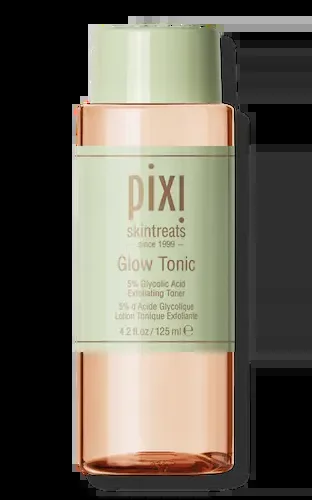 pixi
skintreats
— since 1999 —
Glow Tonic
5% Glycolic Acid
Exfoliating Toner
5% d'Acide Glycolique
Lotion Tonique Exfoliante
4.2 fl.oz/125 ml ℮